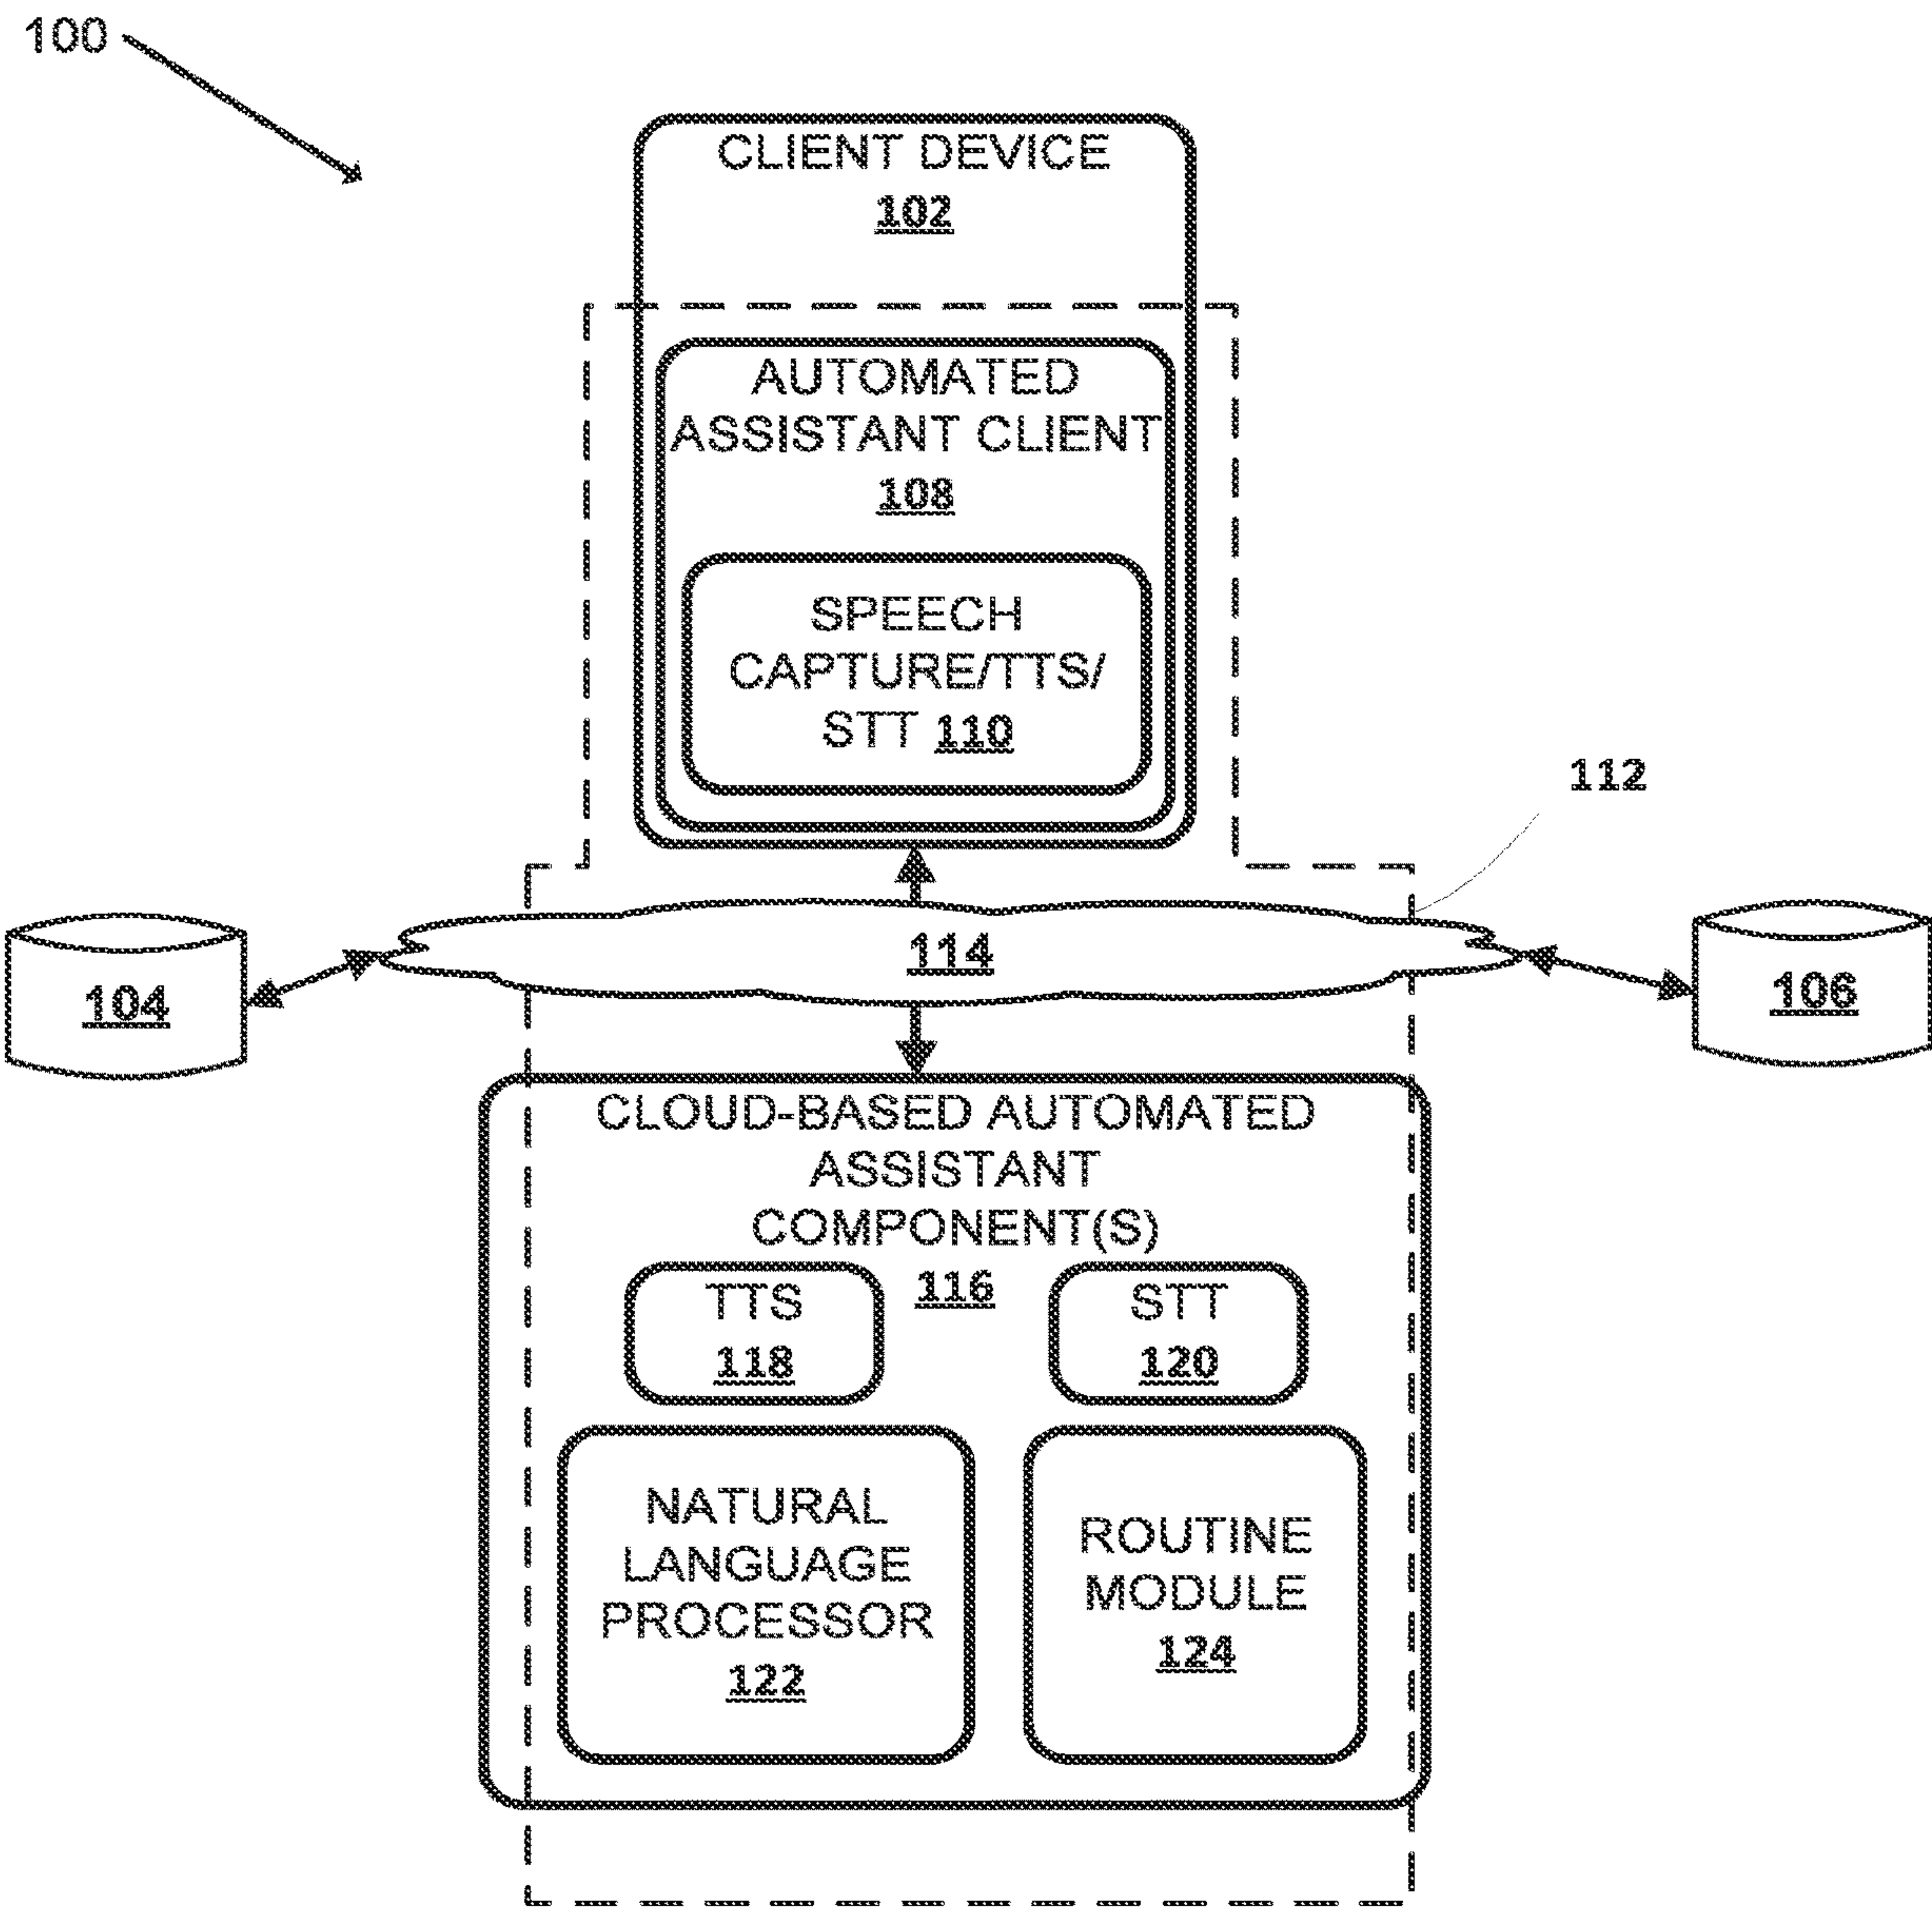 100
CLIENT DEVICE
102
AUTOMATED
ASSISTANT CLIENT
108
SPEECH
CAPTURE/TTS/
STT 110
112
104
114
106
CLOUD-BASED AUTOMATED
ASSISTANT
COMPONENT(S)
116
TTS
118
STT
120
NATURAL
LANGUAGE
PROCESSOR
122
ROUTINE
MODULE
124